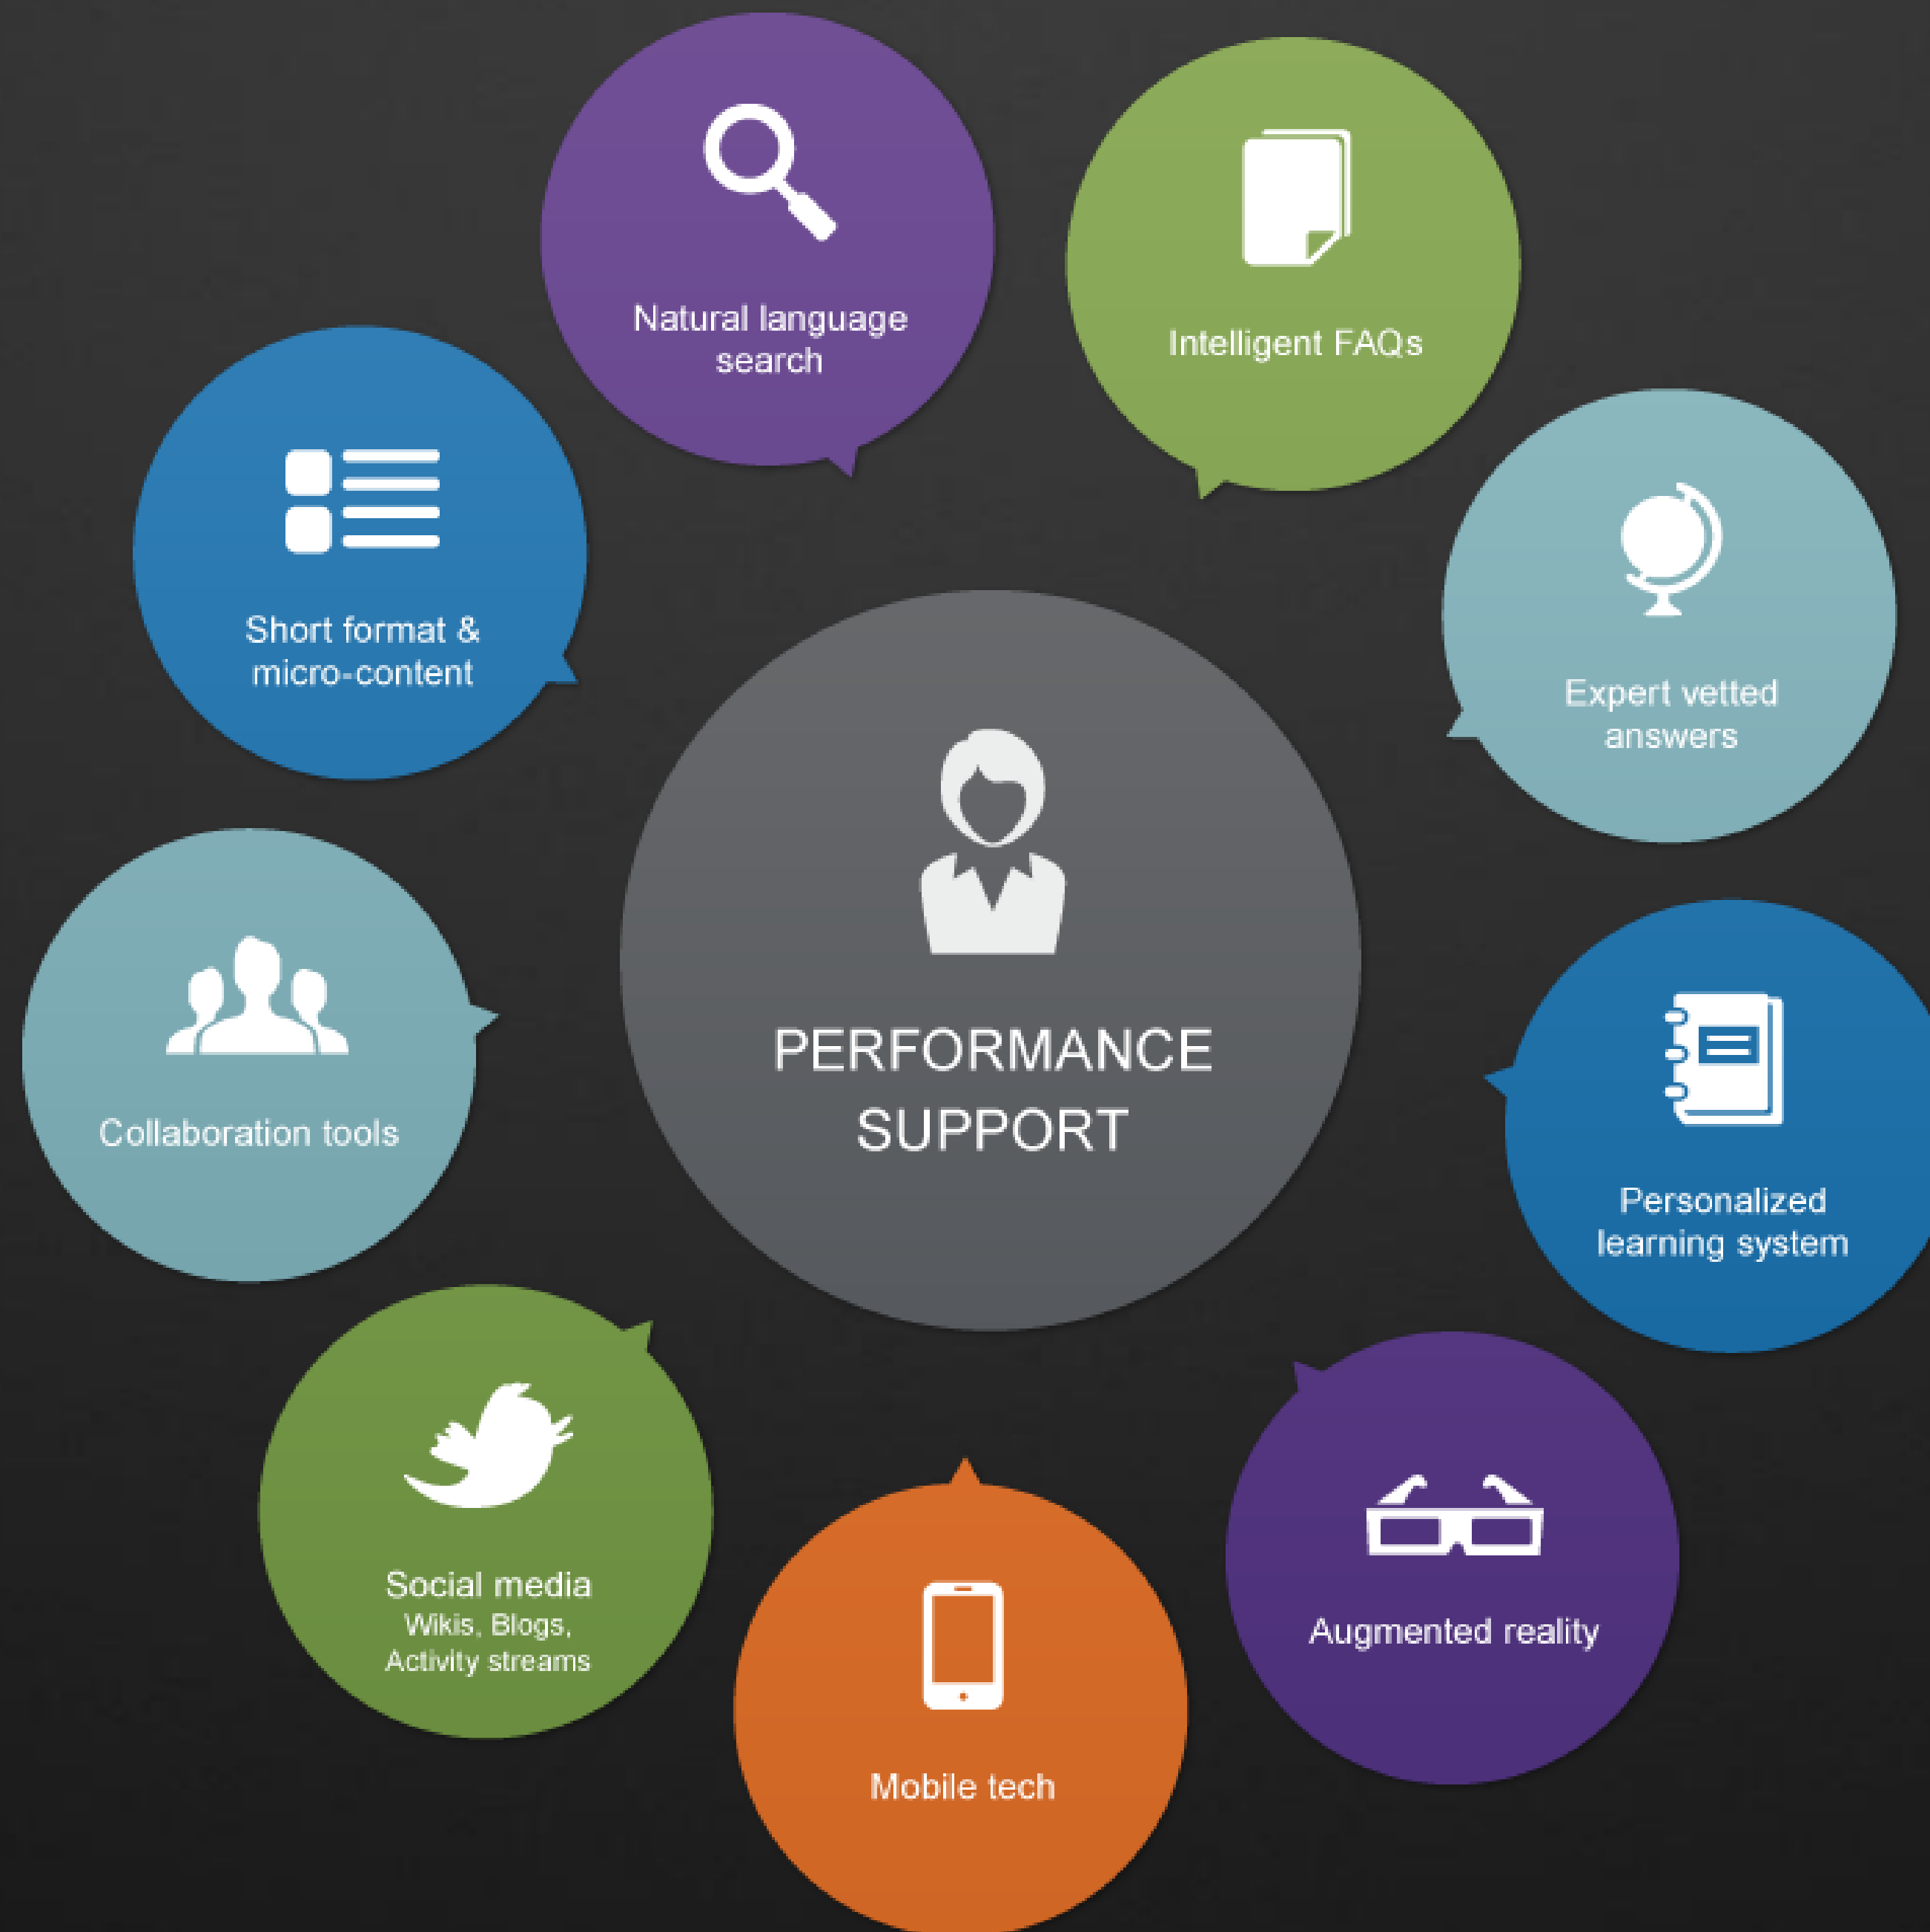 Natural language
search
Intelligent FAQs
Short format &
micro-content
Expert vetted
answers
PERFORMANCE
SUPPORT
Collaboration tools
Personalized
learning system
Social media
Wikis, Blogs,
Activity streams
Augmented reality
Mobile tech